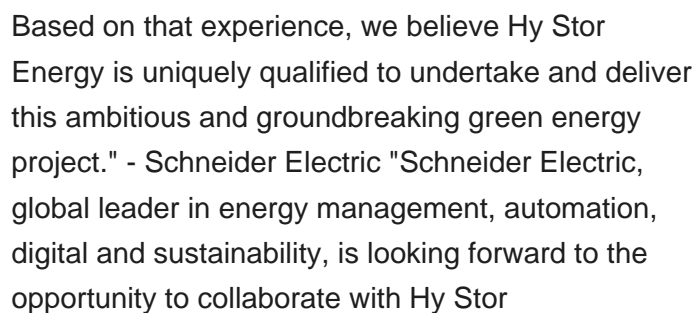 Based on that experience, we believe Hy Stor
Energy is uniquely qualified to undertake and deliver
this ambitious and groundbreaking green energy
project." - Schneider Electric "Schneider Electric,
global leader in energy management, automation,
digital and sustainability, is looking forward to the
opportunity to collaborate with Hy Stor